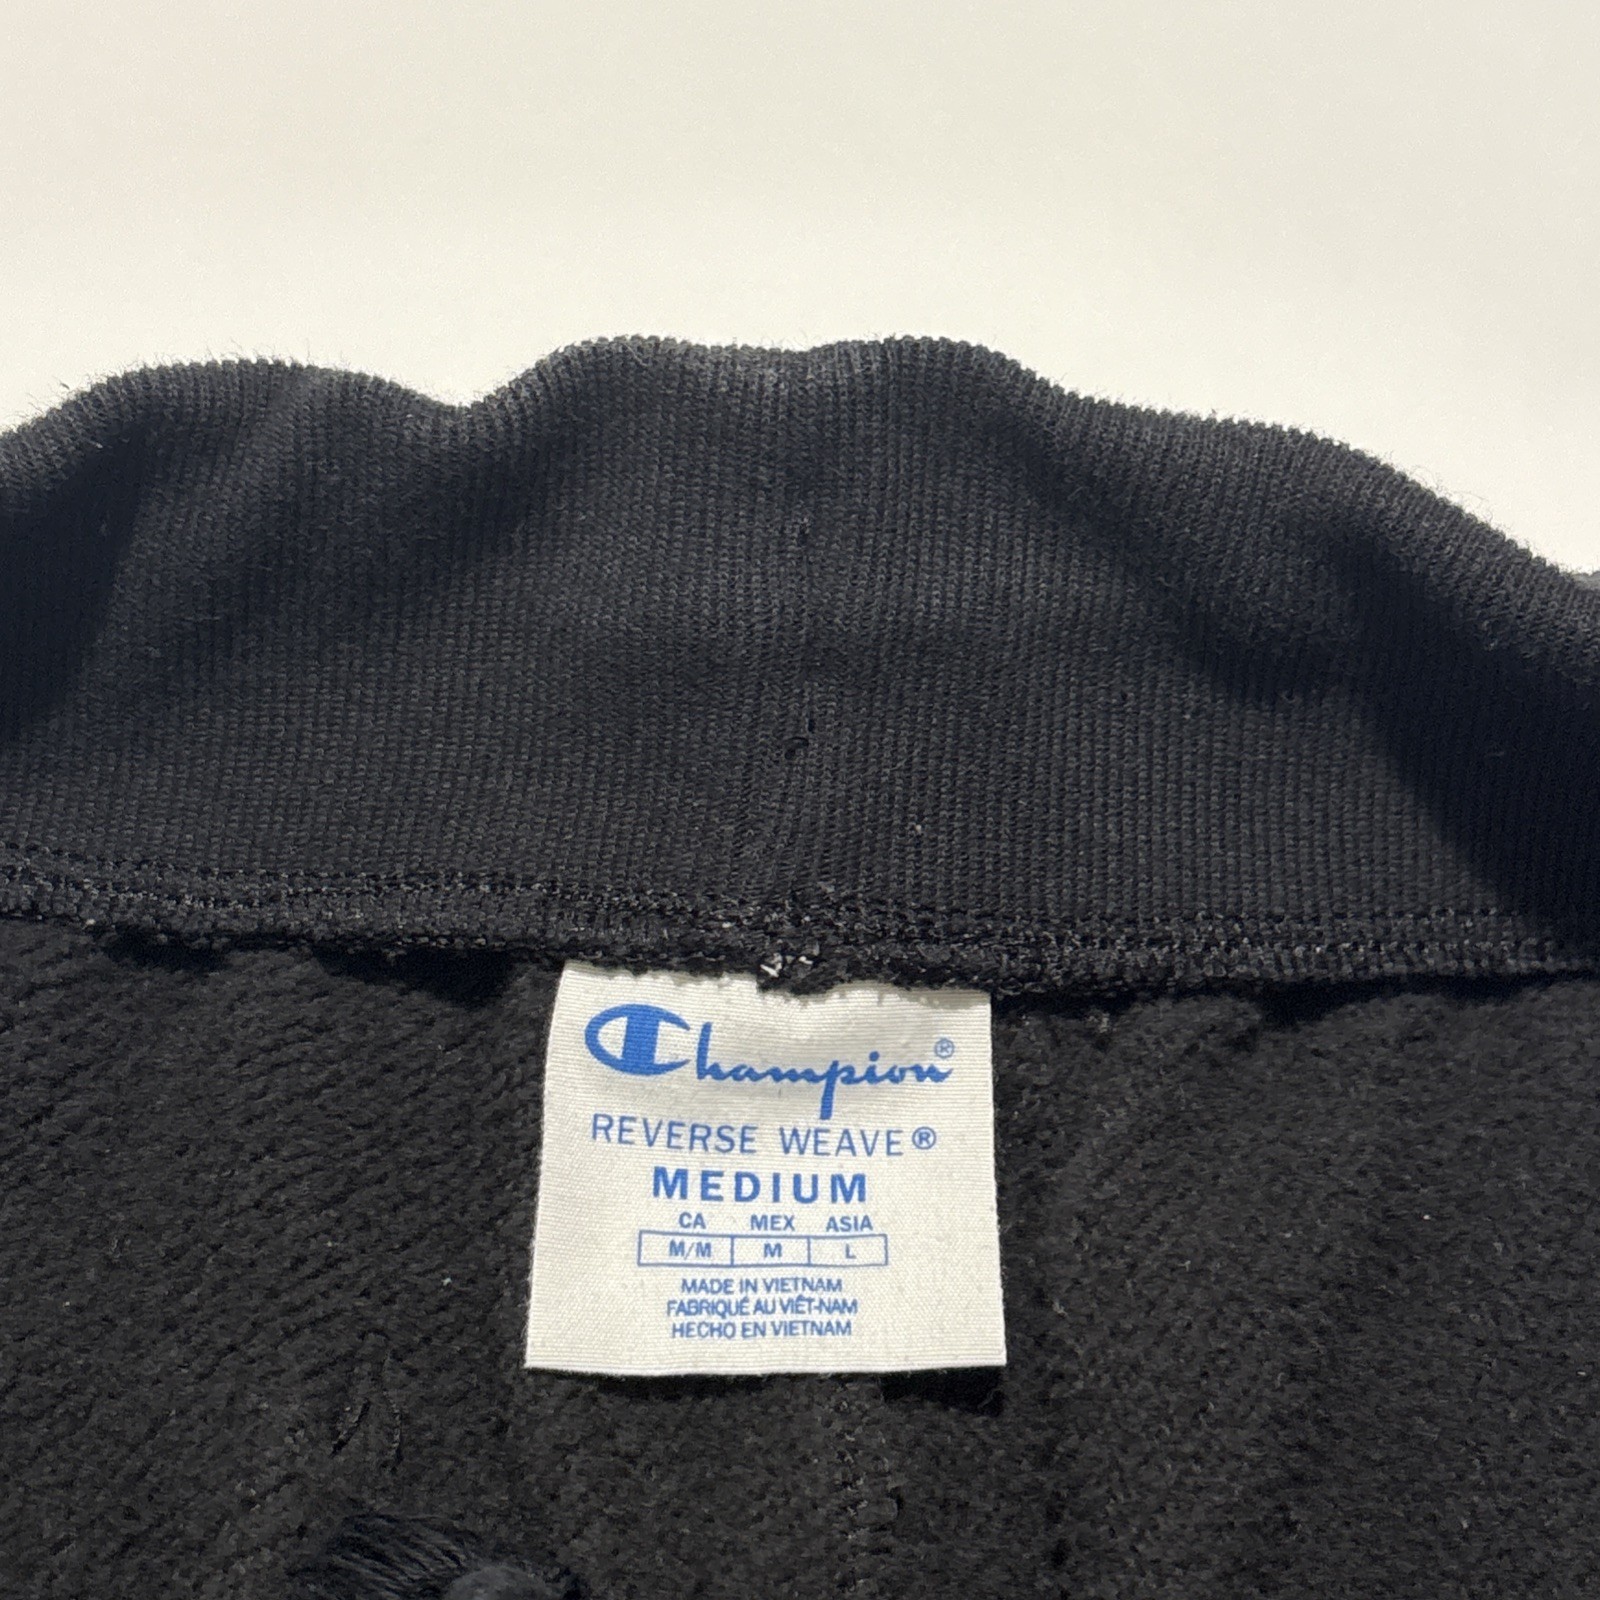 Champion®
REVERSE WEAVE®
MEDIUM
CA MEX ASIA
M/M M L
MADE IN VIETNAM
FABRIQUÉ AU VIÊT-NAM
HECHO EN VIETNAM